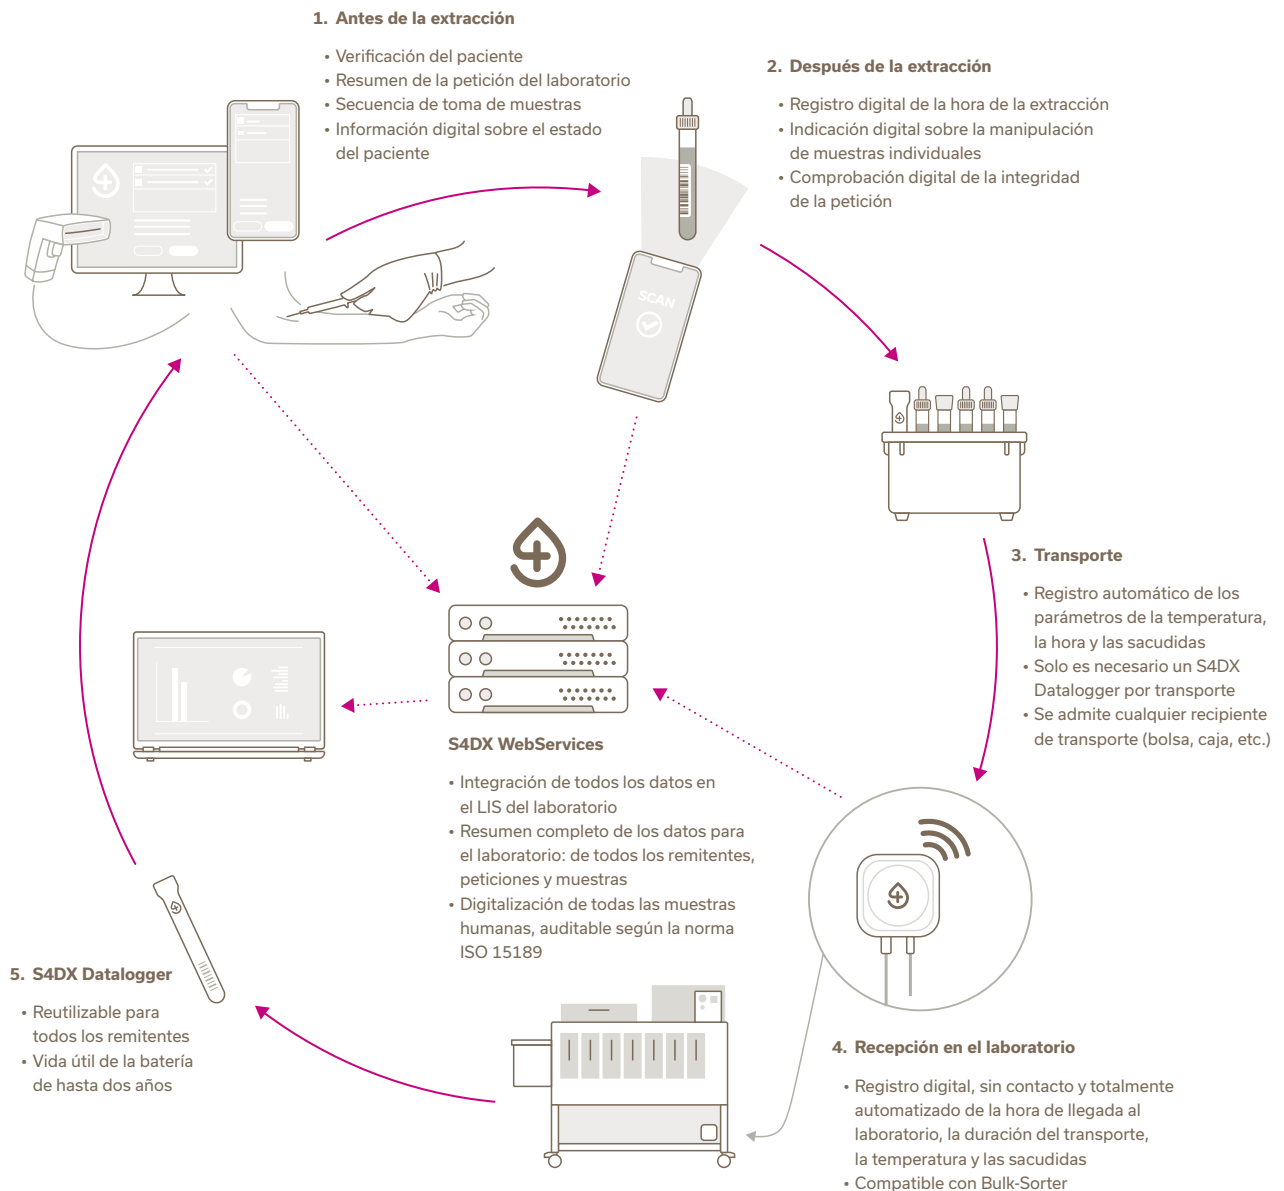 1. Antes de la extracción
• Verificación del paciente
• Resumen de la petición del laboratorio
• Secuencia de toma de muestras
• Información digital sobre el estado
del paciente
2. Después de la extracción
• Registro digital de la hora de la extracción
• Indicación digital sobre la manipulación
de muestras individuales
• Comprobación digital de la integridad
de la petición
SCAN
3. Transporte
• Registro automático de los
parámetros de la temperatura,
la hora y las sacudidas
• Solo es necesario un S4DX
Datalogger por transporte
• Se admite cualquier recipiente
de transporte (bolsa, caja, etc.)
S4DX WebServices
• Integración de todos los datos en
el LIS del laboratorio
• Resumen completo de los datos para
el laboratorio: de todos los remitentes,
peticiones y muestras
• Digitalización de todas las muestras
humanas, auditable según la norma
ISO 15189
4. Recepción en el laboratorio
• Registro digital, sin contacto y totalmente
automatizado de la hora de llegada al
laboratorio, la duración del transporte,
la temperatura y las sacudidas
• Compatible con Bulk-Sorter
5. S4DX Datalogger
• Reutilizable para
todos los remitentes
• Vida útil de la batería
de hasta dos años